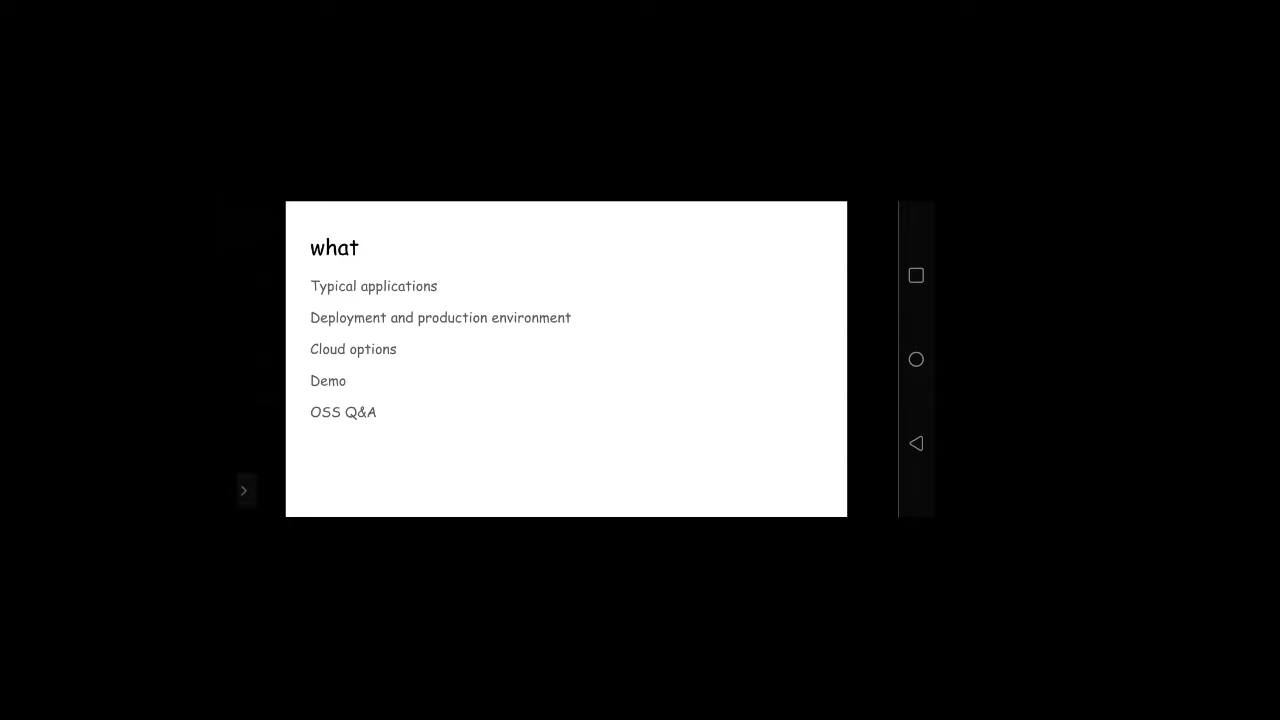 what
Typical applications
Deployment and production environment
Cloud options
Demo
OSS Q&A